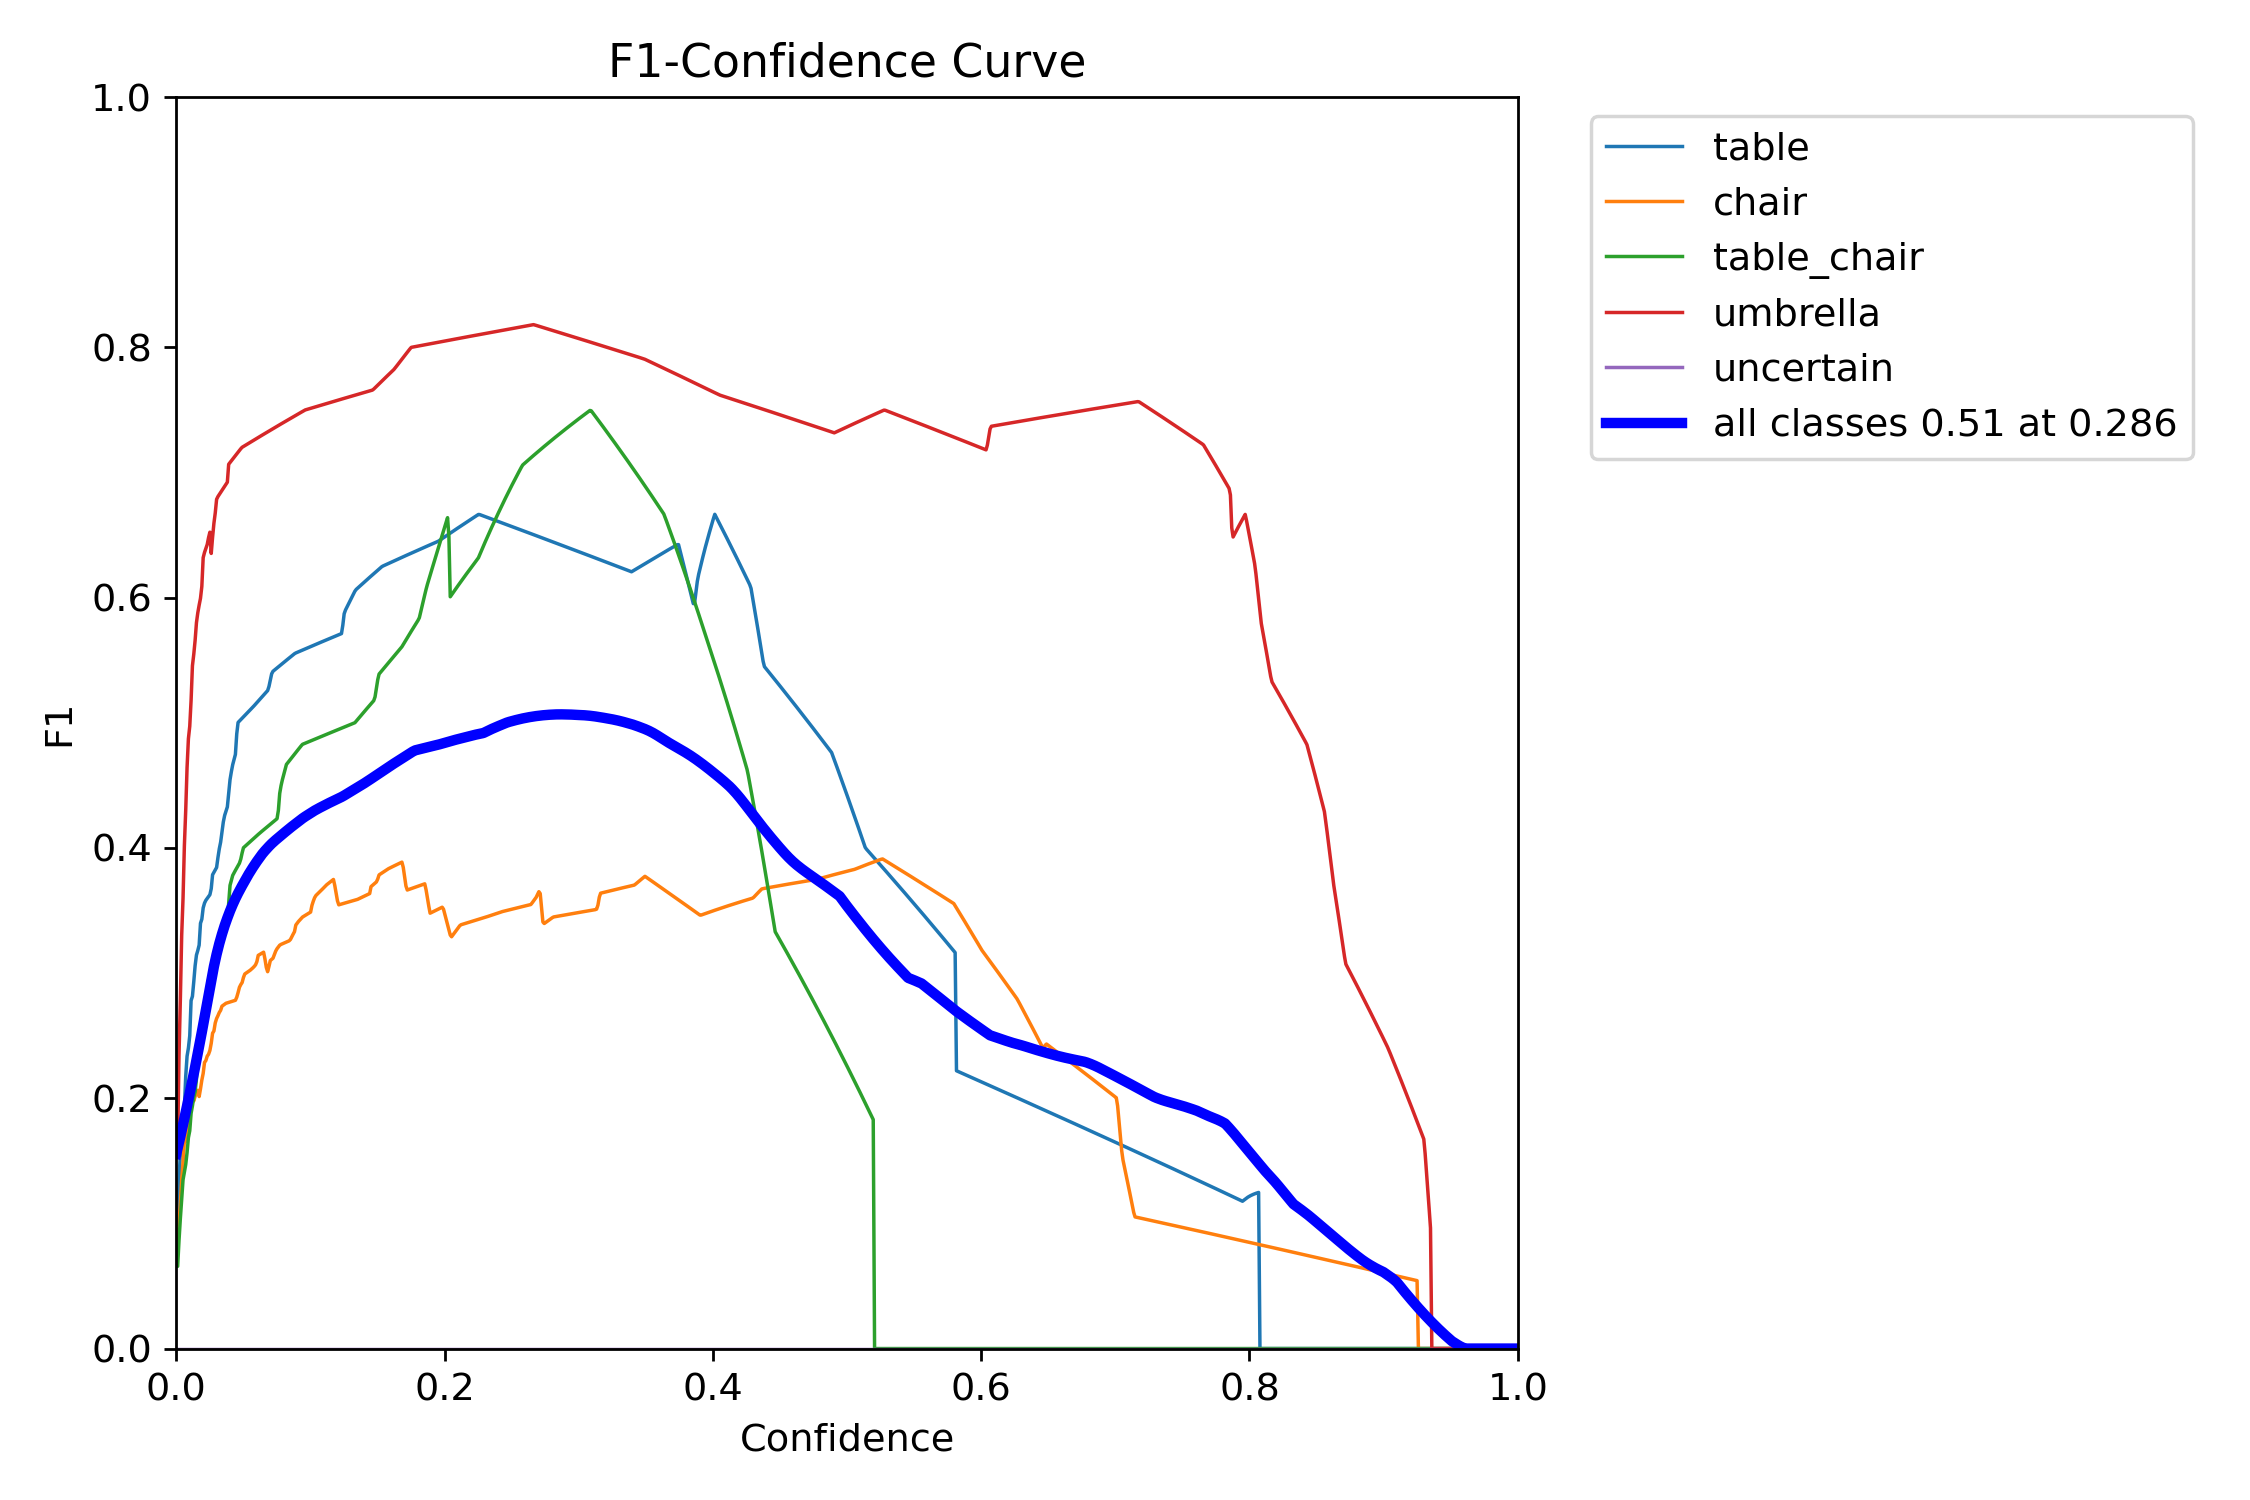 F1-Confidence Curve
1.0
0.8
0.6
0.4
0.2
0.0
F1
0.0 0.2 0.4 0.6 0.8 1.0
Confidence
table
chair
table_chair
umbrella
uncertain
all classes 0.51 at 0.286